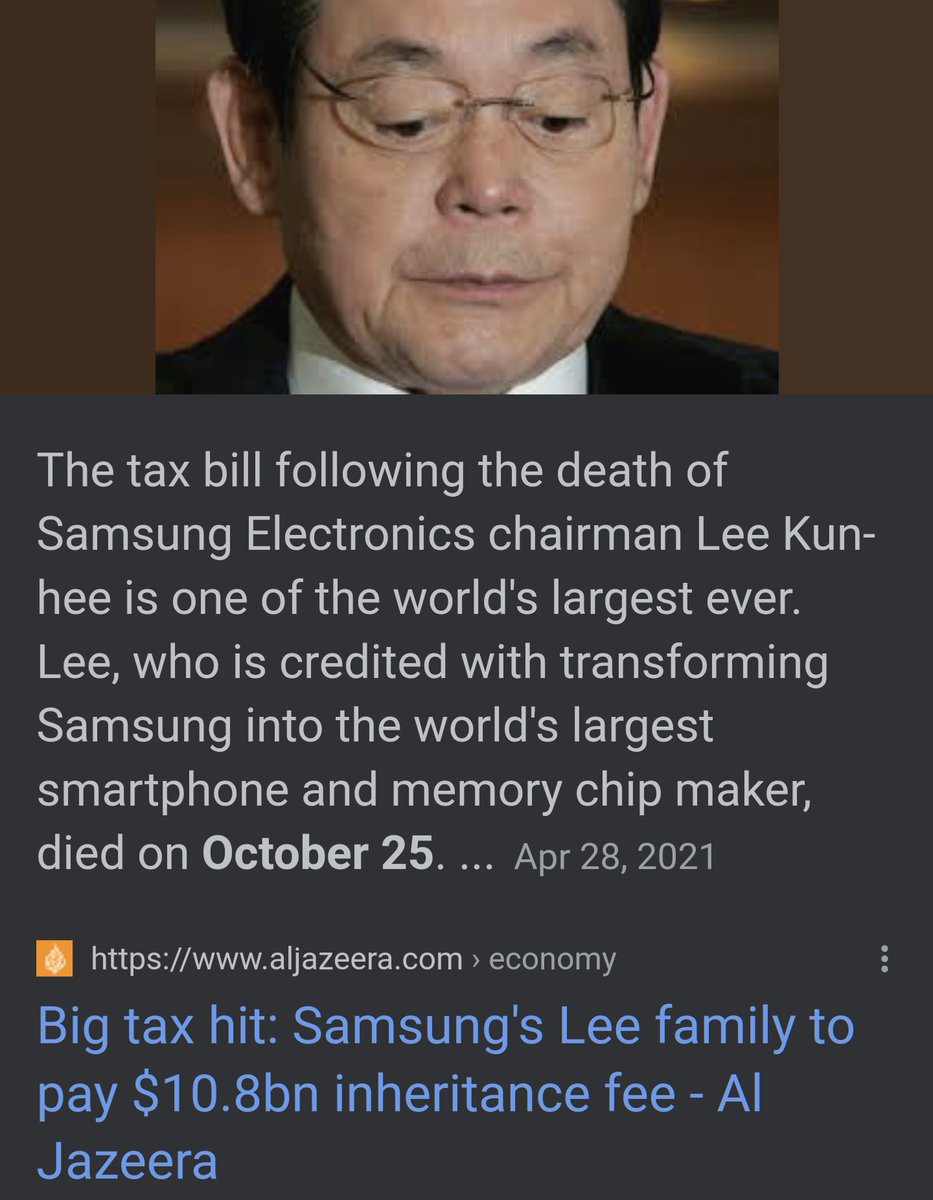 The tax bill following the death of
Samsung Electronics chairman Lee Kun-
hee is one of the world's largest ever.
Lee, who is credited with transforming
Samsung into the world's largest
smartphone and memory chip maker,
died on October 25. ... Apr 28, 2021
https://www.aljazeera.com › economy
Big tax hit: Samsung's Lee family to
pay $10.8bn inheritance fee - Al
Jazeera